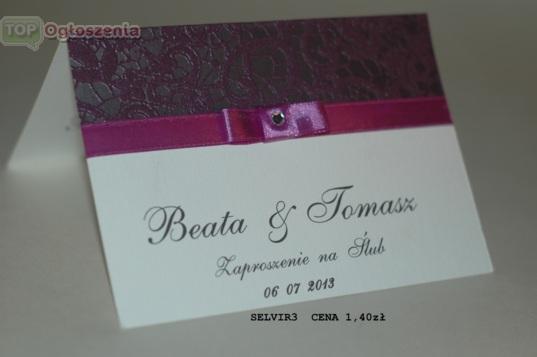 TOP Ogłoszenia
Beata & Tomasz
Zaproszenie na Ślub
06 07 2013
SELVIR3 CENA 1,40zł